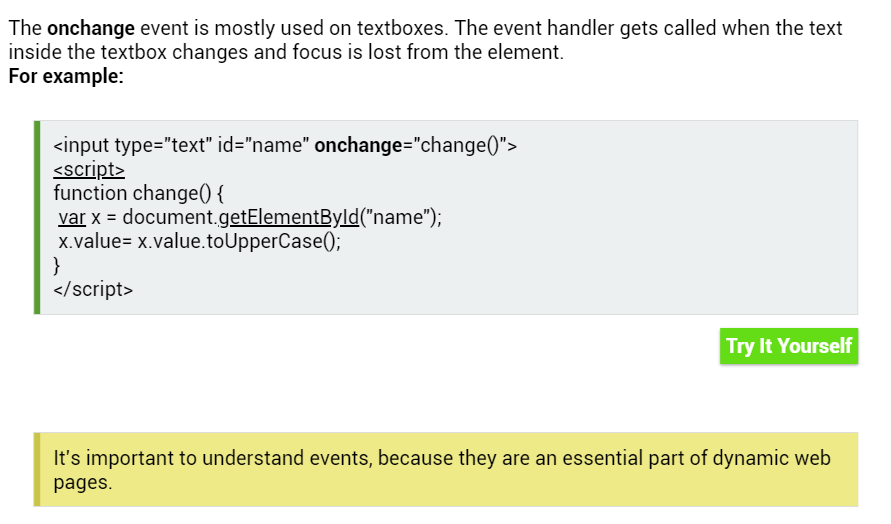 The onchange event is mostly used on textboxes. The event handler gets called when the text
inside the textbox changes and focus is lost from the element.
For example:
<input type="text" id="name" onchange="change()">
<script>
function change() {
var x = document.getElementById("name");
x.value= x.value.toUpperCase();
}
</script>
Try It Yourself
It's important to understand events, because they are an essential part of dynamic web
pages.